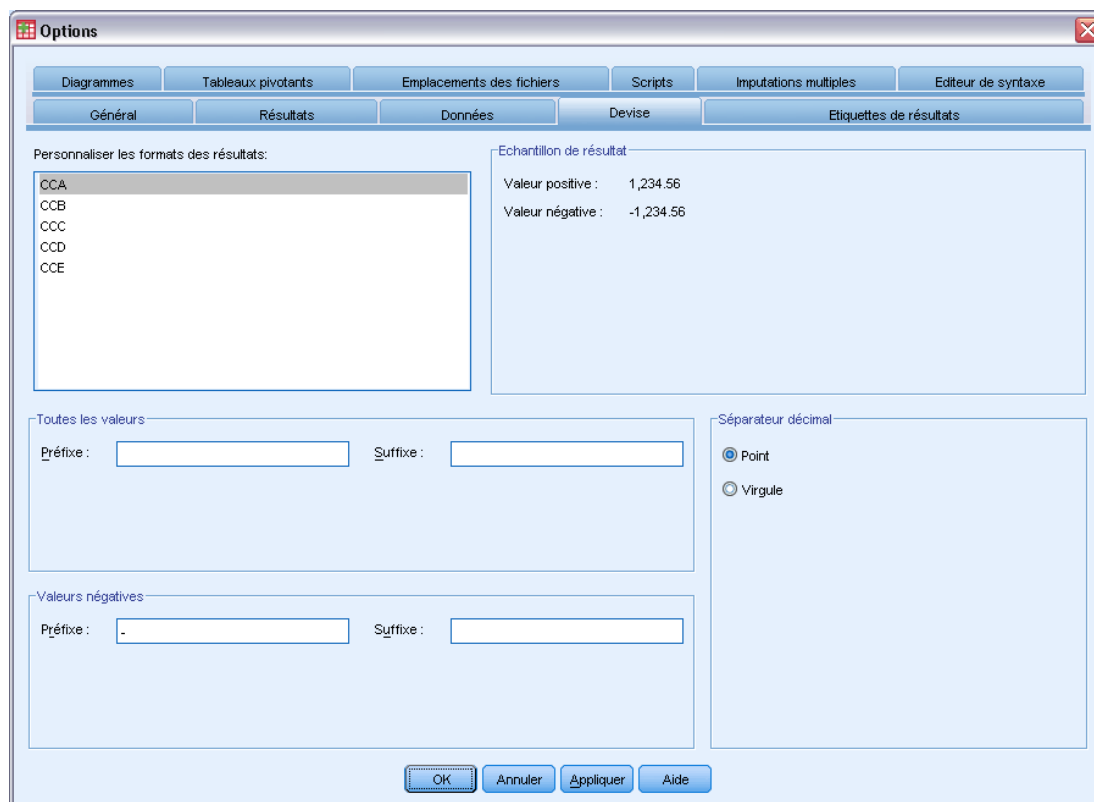 Options
Diagrammes
Tableaux pivotants
Emplacements des fichiers
Scripts
Imputations multiples
Editeur de syntaxe
Général
Résultats
Données
Devise
Etiquettes de résultats
Personnaliser les formats des résultats:
CCA
CCB
CCC
CCD
CCE
Echantillon de résultat
Valeur positive : 1,234.56
Valeur négative : -1,234.56
Toutes les valeurs
Préfixe :
Suffixe :
Séparateur décimal
Point
Virgule
Valeurs négatives
Préfixe : -
Suffixe :
OK
Annuler
Appliquer
Aide